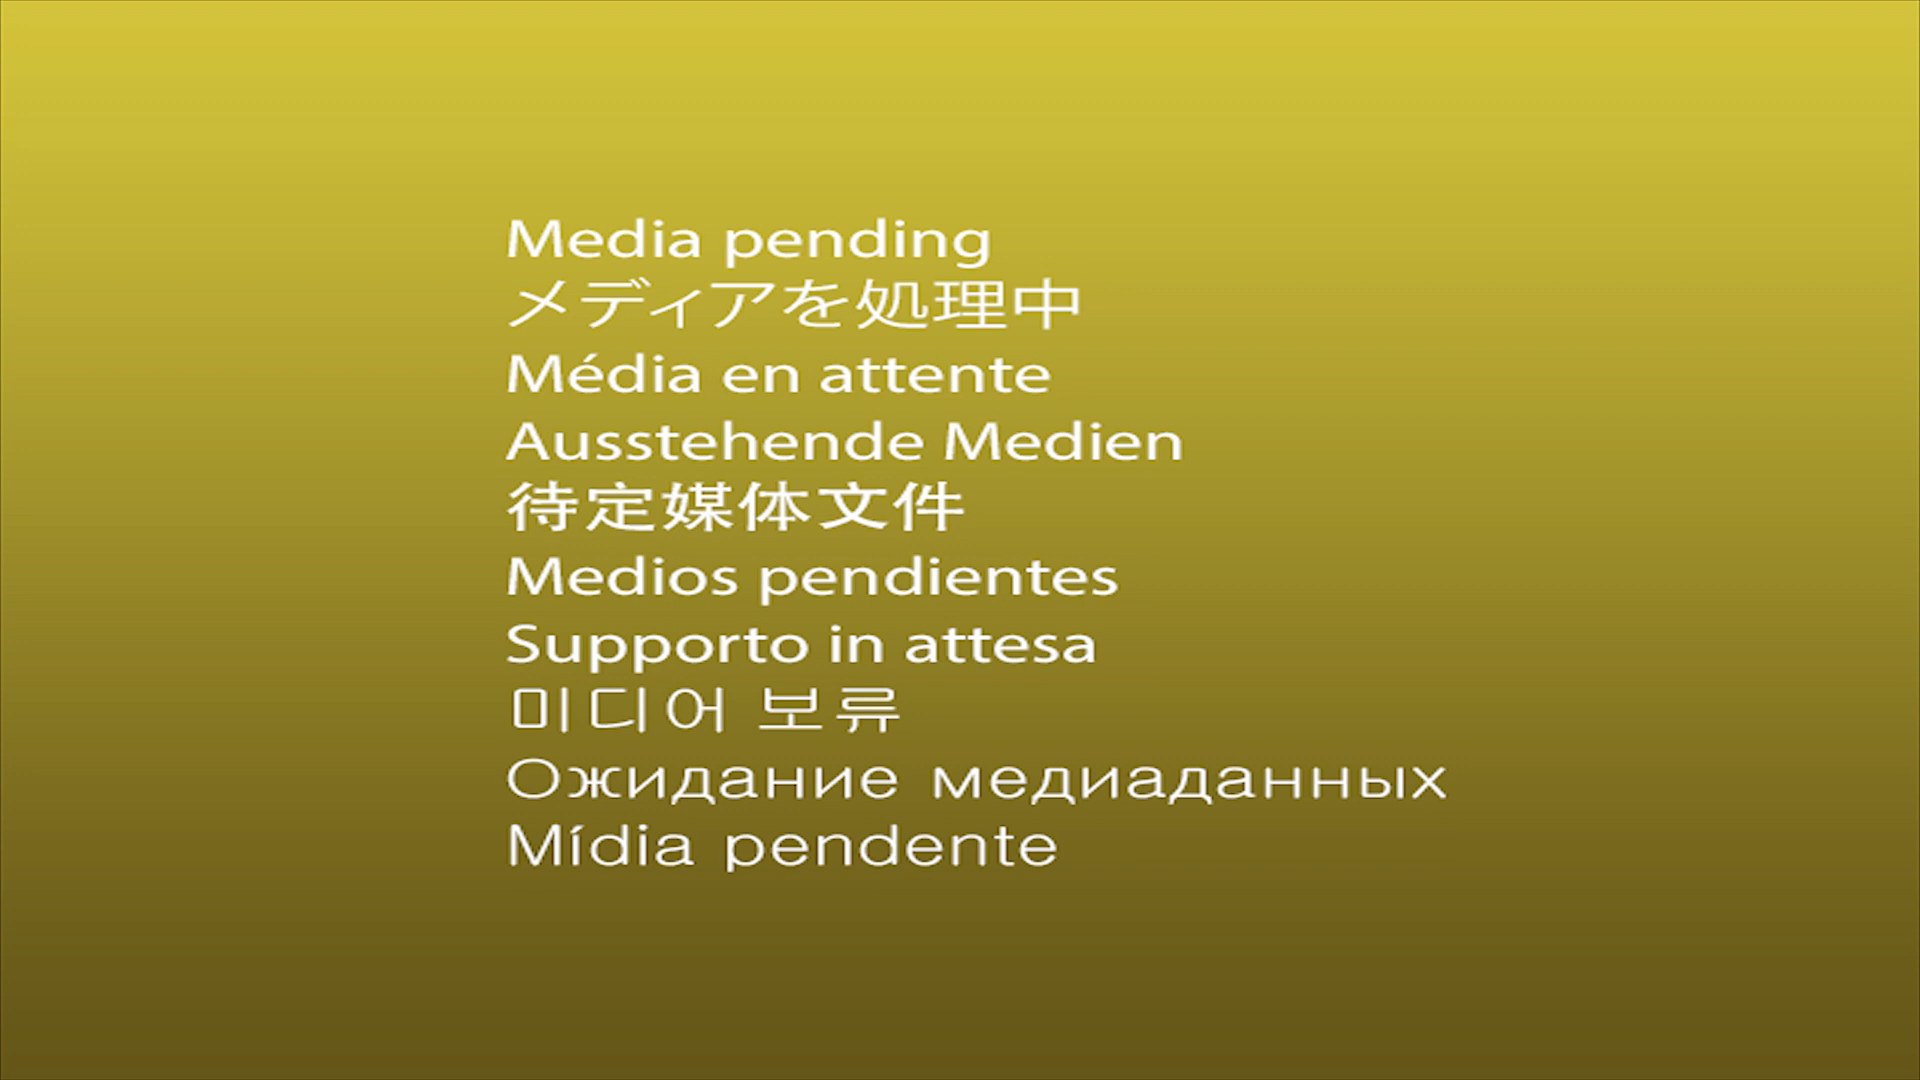 Media pending
メディアを処理中
Média en attente
Ausstehende Medien
待定媒体文件
Medios pendientes
Supporto in attesa
미디어 보류
Ожидание медиаданных
Mídia pendente